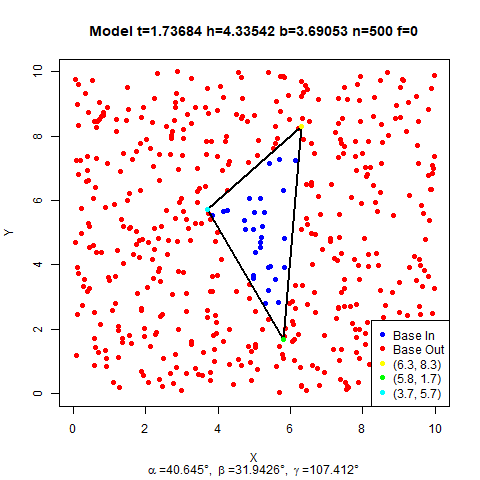 Model t=1.73684 h=4.33542 b=3.69053 n=500 f=0
Y
10
8
6
4
2
0
0 2 4 6 8 10
Base In
Base Out
(6.3, 8.3)
(5.8, 1.7)
(3.7, 5.7)
X
α =40.645°, β =31.9426°, γ =107.412°